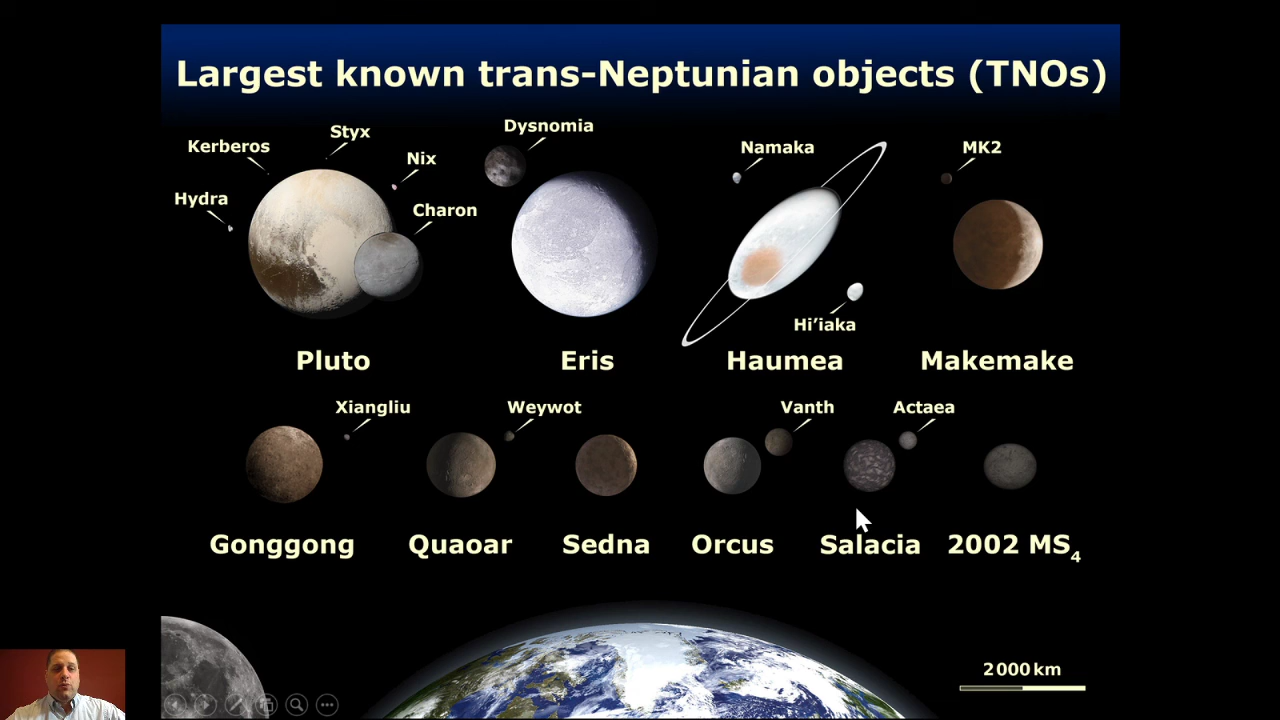 Largest known trans-Neptunian objects (TNOs)
Kerberos
Styx
Nix
Hydra
Charon
Dysnomia
Namaka
Hi’iaka
MK2
Pluto
Eris
Haumea
Makemake
Xiangliu
Weywot
Vanth
Actaea
Gonggong
Quaoar
Sedna
Orcus
Salacia
2002 MS4
2000 km